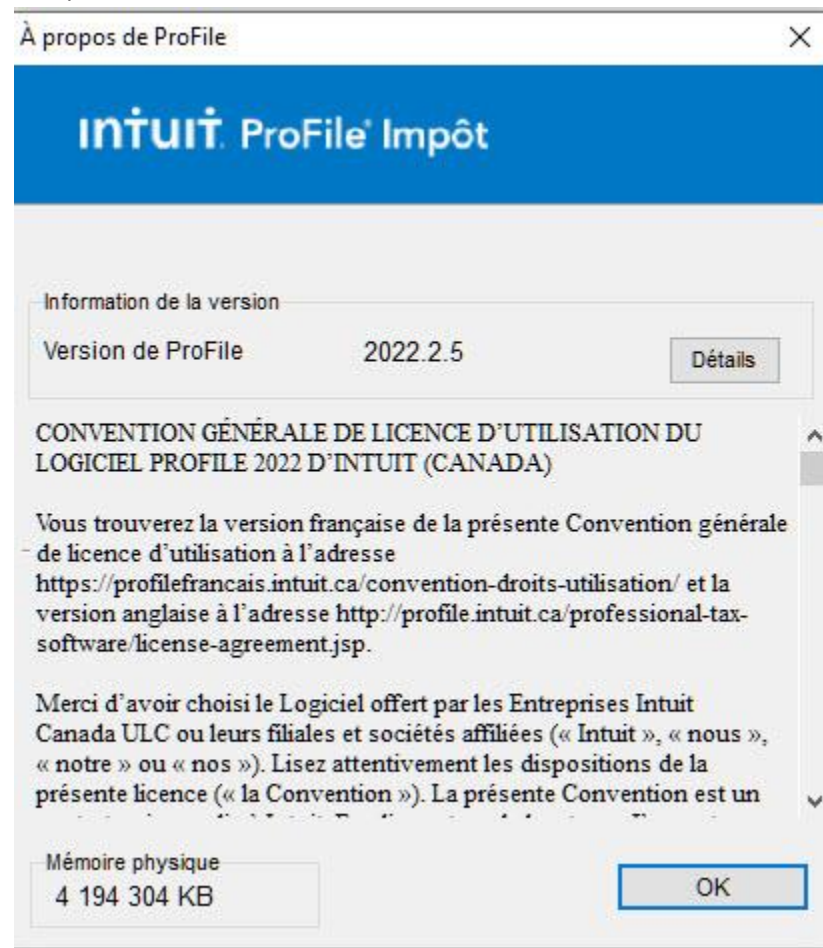 À propos de ProFile
INTUIT ProFile® Impôt
Information de la version
Version de ProFile 2022.2.5 Détails
CONVENTION GÉNÉRALE DE LICENCE D'UTILISATION DU
LOGICIEL PROFILE 2022 D'INTUIT (CANADA)
Vous trouverez la version française de la présente Convention générale
de licence d'utilisation à l'adresse
https://profilefrancais.intuit.ca/convention-droits-utilisation/ et la
version anglaise à l'adresse http://profile.intuit.ca/professional-tax-
software/license-agreement.jsp.
Merci d'avoir choisi le Logiciel offert par les Entreprises Intuit
Canada ULC ou leurs filiales et sociétés affiliées (« Intuit », « nous »,
« notre » ou « nos »). Lisez attentivement les dispositions de la
présente licence (« la Convention »). La présente Convention est un
Mémoire physique
4 194 304 KB
OK